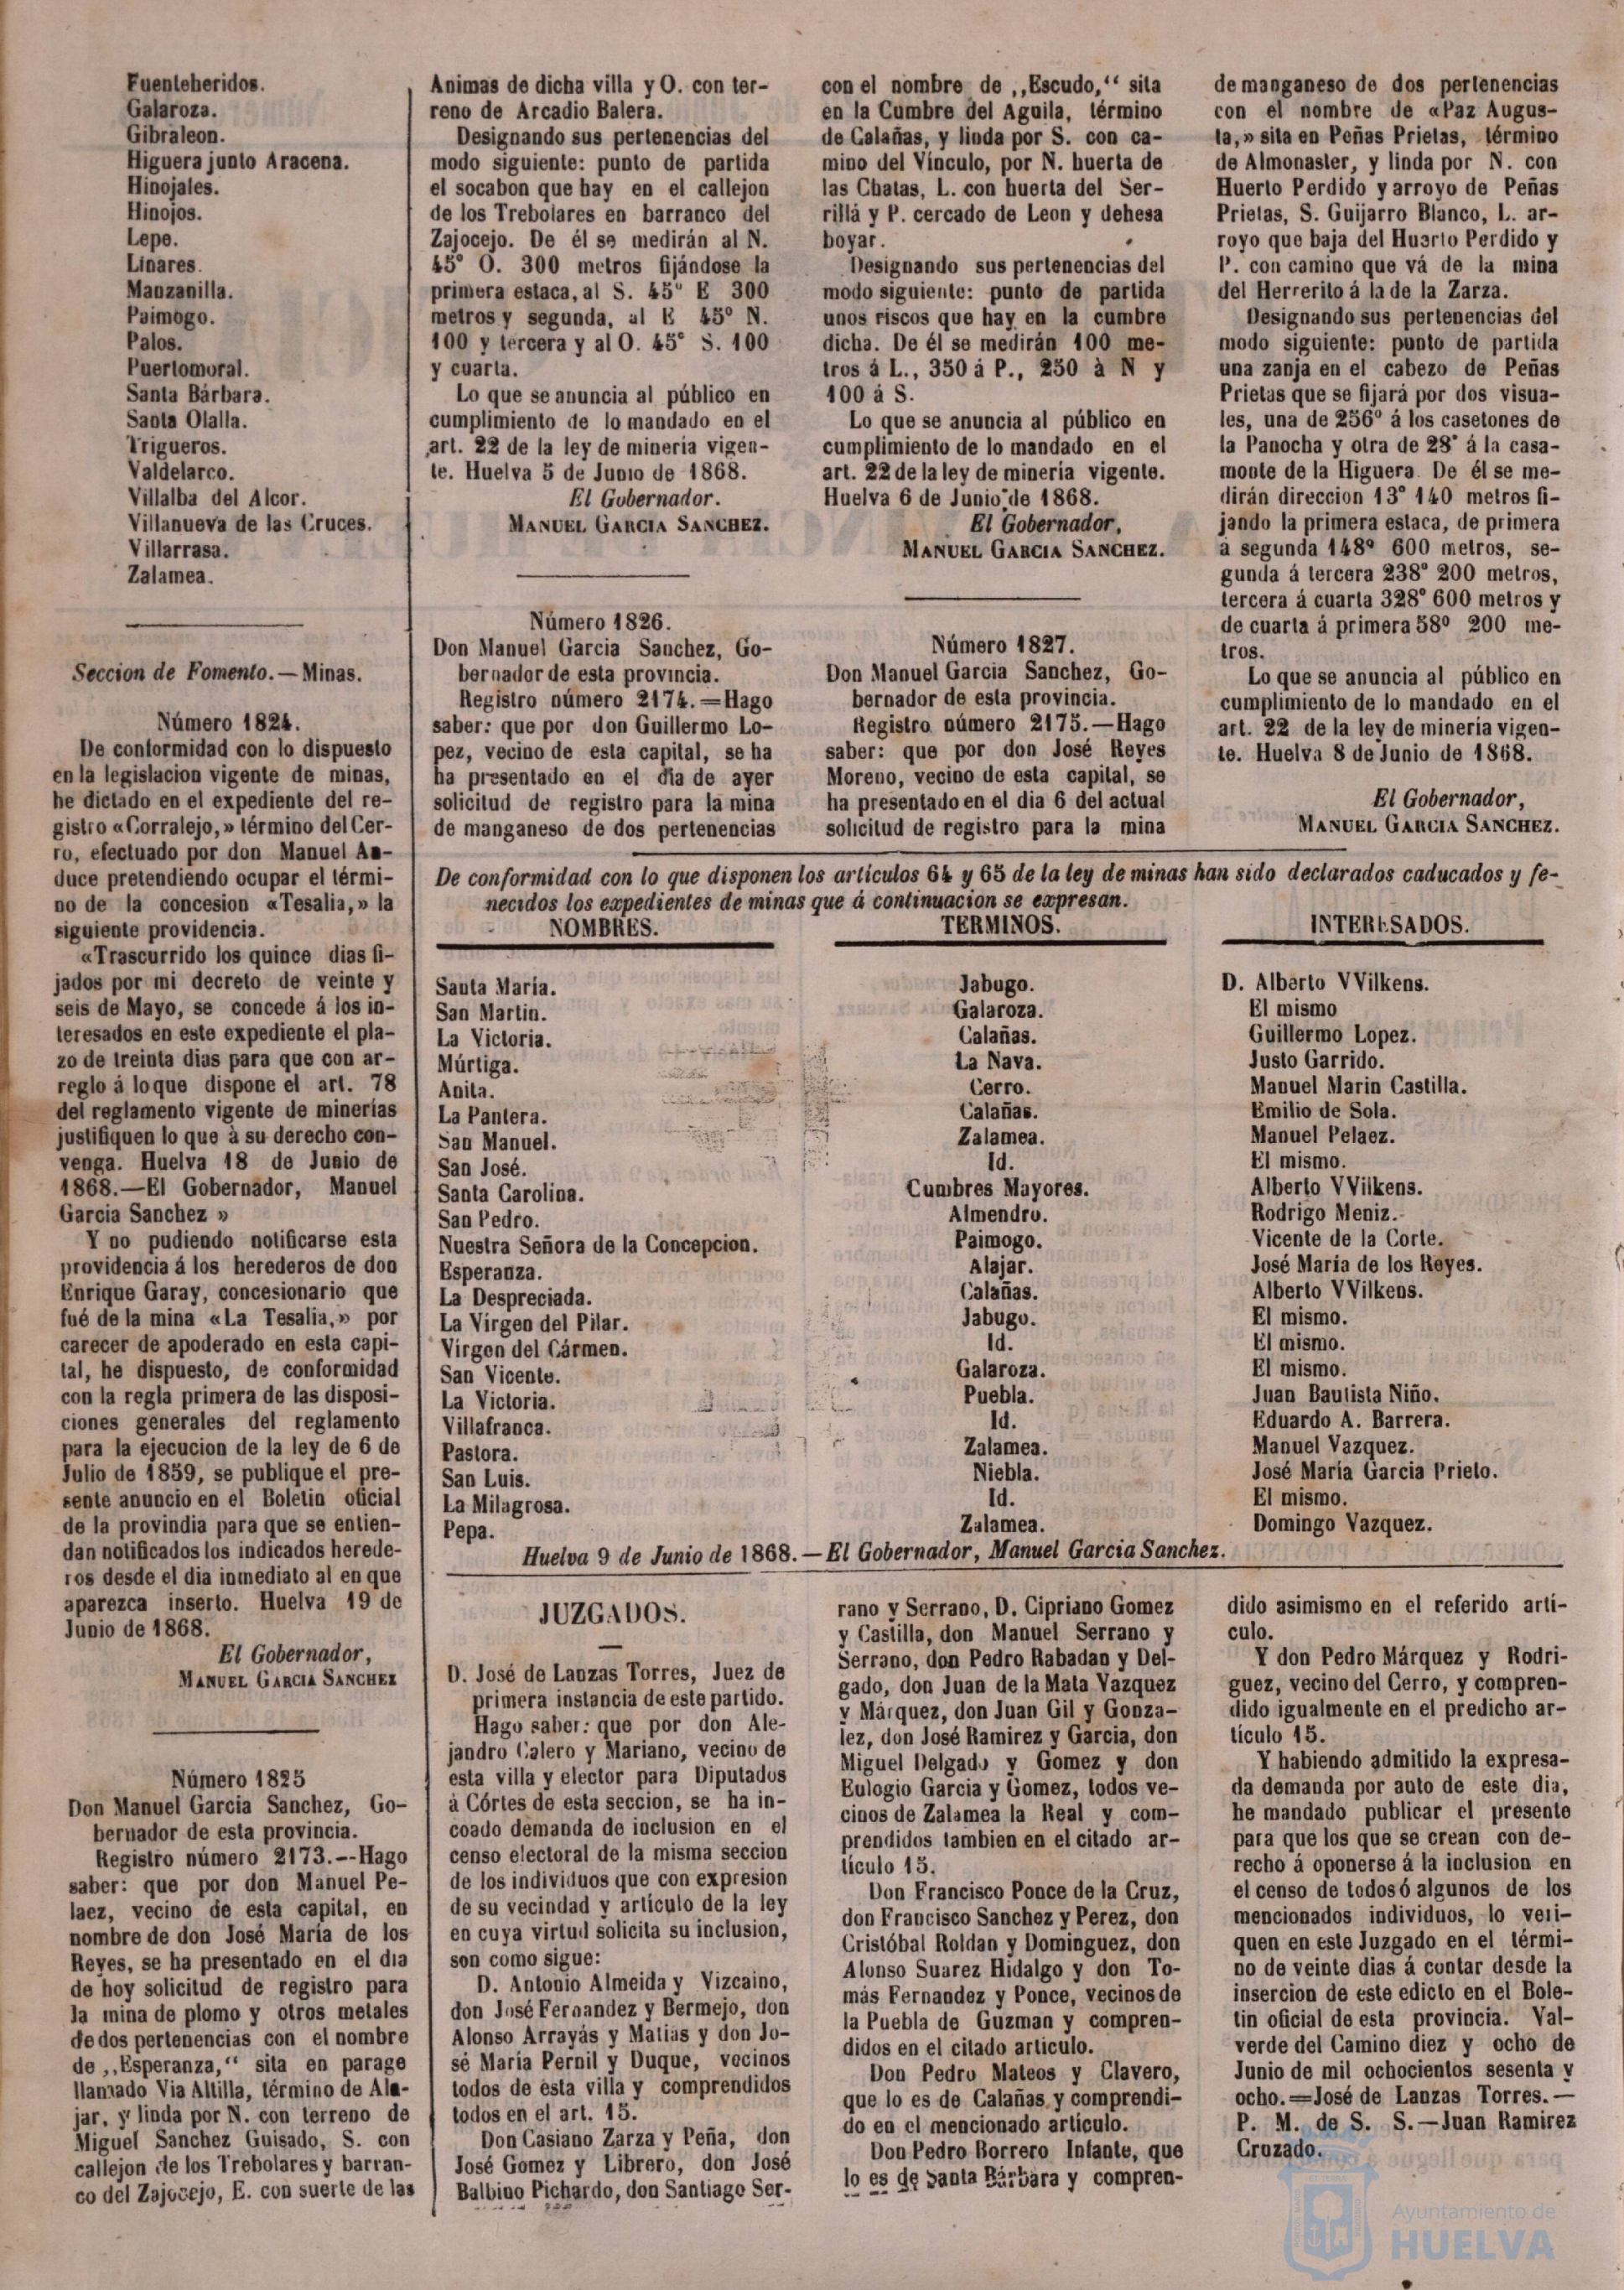 Fuenteheridos.
Galaroza.
Gibraleon.
Higuera junto Aracena.
Hinojales.
Hinojos.
Lepe.
Linares.
Manzanilla.
Paimogo.
Palos.
Puertomoral.
Santa Bárbara.
Santa Olalla.
Trigueros.
Valdelarco.
Villalba del Alcor.
Villanueva de las Cruces.
Villarrasa.
Zalamea.
Seccion de Fomento.—Minas.
Número 1824.
De conformidad con lo dispuesto
en la legislacion vigente de minas,
he dictado en el expediente del re-
gistro «Corralejo,» término del Cer-
ro, efectuado por don Manuel An-
duce pretendiendo ocupar el térmi-
no de la concesion «Tesalia,» la
siguiente providencia.
«Trascurrido los quince dias fi-
jados por mi decreto de veinte y
seis de Mayo, se concede á los in-
teresados en este expediente el pla-
zo de treinta dias para que con ar-
reglo á lo que dispone el art. 78
del reglamento vigente de minerías
justifiquen lo que à su derecho con-
venga. Huelva 18 de Junio de
1868.—El Gobernador, Manuel
Garcia Sanchez »
Y no pudiendo notificarse esta
providencia á los herederos de don
Enrique Garay, concesionario que
fué de la mina «La Tesalia,» por
carecer de apoderado en esta capi-
tal, he dispuesto, de conformidad
con la regla primera de las disposi-
ciones generales del reglamento
para la ejecucion de la ley de 6 de
Julio de 1859, se publique el pre-
sente anuncio en el Boletin oficial
de la provindia para que se entien-
dan notificados los indicados herede-
ros desde el dia inmediato al en que
aparezca inserto. Huelva 19 de
Junio de 1868.
El Gobernador,
MANUEL GARCIA SANCHEZ
Número 1825
Don Manuel Garcia Sanchez, Go-
bernador de esta provincia.
Registro número 2173.--Hago
saber: que por don Manuel Pe-
laez, vecino de esta capital, en
nombre de don José María de los
Reyes, se ha presentado en el dia
de hoy solicitud de registro para
la mina de plomo y otros metales
de dos pertenencias con el nombre
de ,,Esperanza,‘‘ sita en parage
llamado Via Altilla, término de Ala-
jar, y linda por N. con terreno de
Miguel Sanchez Guisado, S. con
callejon de los Trebolares y barran-
co del Zajocejo, E. con suerte de las
Animas de dicha villa y O. con ter-
reno de Arcadio Balera.
Designando sus pertenencias del
modo siguiente: punto de partida
el socabon que hay en el callejon
de los Trebolares en barranco del
Zajocejo. De él se medirán al N.
45º O. 300 metros fijándose la
primera estaca, al S. 45º E 300
metros y segunda, al E 45º N.
100 y tercera y al O. 45º S. 100
y cuarta.
Lo que se anuncia al público en
cumplimiento de lo mandado en el
art. 22 de la ley de minería vigen-
te. Huelva 5 de Junio de 1868.
El Gobernador.
MANUEL GARCIA SANCHEZ.
Número 1826.
Don Manuel Garcia Sanchez, Go-
bernador de esta provincia.
Registro número 2174.=Hago
saber: que por don Guillermo Lo-
pez, vecino de esta capital, se ha
ha presentado en el dia de ayer
solicitud de registro para la mina
de manganeso de dos pertenencias
con el nombre de ,,Escudo,‘‘ sita
en la Cumbre del Aguila, término
de Calañas, y linda por S. con ca-
mino del Vínculo, por N. huerta de
las Chatas, L. con huerta del Ser-
rillá y P. cercado de Leon y dehesa
boyar.
Designando sus pertenencias del
modo siguiente: punto de partida
unos riscos que hay en la cumbre
dicha. De él se medirán 100 me-
tros á L., 350 á P., 250 à N y
100 á S.
Lo que se anuncia al público en
cumplimiento de lo mandado en el
art. 22 de la ley de minería vigente.
Huelva 6 de Junio de 1868.
El Gobernador,
MANUEL GARCIA SANCHEZ.
Número 1827.
Don Manuel Garcia Sanchez, Go-
bernador de esta provincia.
Registro número 2175.—Hago
saber: que por don José Reyes
Moreno, vecino de esta capital, se
ha presentado en el dia 6 del actual
solicitud de registro para la mina
de manganeso de dos pertenencias
con el nombre de «Paz Augus-
ta,» sita en Peñas Prietas, término
de Almonaster, y linda por N. con
Huerto Perdido y arroyo de Peñas
Prietas, S. Guijarro Blanco, L. ar-
royo que baja del Huerto Perdido y
P. con camino que vá de la mina
del Herrerito á la de la Zarza.
Designando sus pertenencias del
modo siguiente: punto de partida
una zanja en el cabezo de Peñas
Prietas que se fijará por dos visua-
les, una de 256º á los casetones de
la Panocha y otra de 28º á la casa-
monte de la Higuera. De él se me-
dirán direccion 13º 140 metros fi-
jando la primera estaca, de primera
á segunda 148º 600 metros, se-
gunda á tercera 238º 200 metros,
tercera á cuarta 328º 600 metros y
de cuarta á primera 58º 200 me-
tros.
Lo que se anuncia al público en
cumplimiento de lo mandado en el
art. 22 de la ley de minería vigen-
te. Huelva 8 de Junio de 1868.
El Gobernador,
MANUEL GARCIA SANCHEZ.
De conformidad con lo que disponen los artículos 64 y 65 de la ley de minas han sido declarados caducados y fe-
necidos los expedientes de minas que á continuacion se expresan.
NOMBRES. TERMINOS. INTERESADOS.
Santa María. Jabugo. D. Alberto VVilkens.
San Martin. Galaroza. El mismo
La Victoria. Calañas. Guillermo Lopez.
Múrtiga. La Nava. Justo Garrido.
Anita. Cerro. Manuel Marin Castilla.
La Pantera. Calañas. Emilio de Sola.
San Manuel. Zalamea. Manuel Pelaez.
San José. Id. El mismo.
Santa Carolina. Cumbres Mayores. Alberto VVilkens.
San Pedro. Almendro. Rodrigo Meniz.
Nuestra Señora de la Concepcion. Paimogo. Vicente de la Corte.
Esperanza. Alajar. José María de los Reyes.
La Despreciada. Calañas. Alberto VVilkens.
La Virgen del Pilar. Jabugo. El mismo.
Virgen del Cármen. Id. El mismo.
San Vicente. Galaroza. El mismo.
La Victoria. Puebla. Juan Bautista Niño.
Villafranca. Id. Eduardo A. Barrera.
Pastora. Zalamea. Manuel Vazquez.
San Luis. Niebla. José María Garcia Prieto.
La Milagrosa. Id. El mismo.
Pepa. Zalamea. Domingo Vazquez.
Huelva 9 de Junio de 1868.—El Gobernador, Manuel Garcia Sanchez.
JUZGADOS.
D. José de Lanzas Torres, Juez de
primera instancia de este partido.
Hago saber: que por don Ale-
jandro Calero y Mariano, vecino de
esta villa y elector para Diputados
à Córtes de esta seccion, se ha in-
coado demanda de inclusion en el
censo electoral de la misma seccion
de los individuos que con expresion
de su vecindad y artículo de la ley
en cuya virtud solicita su inclusion,
son como sigue:
D. Antonio Almeida y Vizcaino,
don José Fernandez y Bermejo, don
Alonso Arrayás y Matias y don Jo-
sé María Pernil y Duque, vecinos
todos de esta villa y comprendidos
todos en el art. 15.
Don Casiano Zarza y Peña, don
José Gomez y Librero, don José
Balbino Pichardo, don Santiago Ser-
rano y Serrano, D. Cipriano Gomez
y Castilla, don Manuel Serrano y
Serrano, don Pedro Rabadan y Del-
gado, don Juan de la Mata Vazquez
y Márquez, don Juan Gil y Gonza-
lez, don José Ramirez y Garcia, don
Miguel Delgado y Gomez y don
Eulogio Garcia y Gomez, todos ve-
cinos de Zalamea la Real y com-
prendidos tambien en el citado ar-
tículo 15.
Don Francisco Ponce de la Cruz,
don Francisco Sanchez y Perez, don
Cristóbal Roldan y Dominguez, don
Alonso Suarez Hidalgo y don To-
más Fernandez y Ponce, vecinos de
la Puebla de Guzman y compren-
didos en el citado artículo.
Don Pedro Mateos y Clavero,
que lo es de Calañas y comprendi-
do en el mencionado artículo.
Don Pedro Borrero Infante, que
lo es de Santa Bárbara y compren-
dido asimismo en el referido artí-
culo.
Y don Pedro Márquez y Rodri-
guez, vecino del Cerro, y compren-
dido igualmente en el predicho ar-
tículo 15.
Y habiendo admitido la expresa-
da demanda por auto de este dia,
he mandado publicar el presente
para que los que se crean con de-
recho á oponerse á la inclusion en
el censo de todos ó algunos de los
mencionados individuos, lo veri-
quen en este Juzgado en el térmi-
no de veinte dias á contar desde la
insercion de este edicto en el Bole-
tin oficial de esta provincia. Val-
verde del Camino diez y ocho de
Junio de mil ochocientos sesenta y
ocho.=José de Lanzas Torres.—
P. M. de S. S.—Juan Ramirez
Cruzado.
Ayuntamiento de
HUELVA